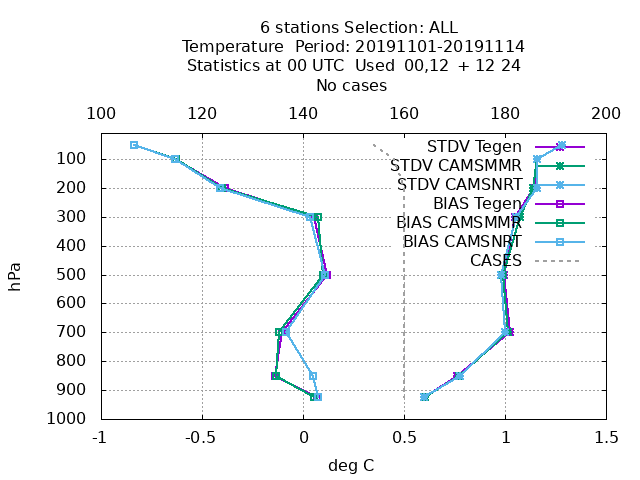 6 stations Selection: ALL
Temperature  Period: 20191101-20191114
Statistics at 00 UTC  Used  00,12  + 12 24
No cases
100 120 140 160 180 200
STDV Tegen
STDV CAMSMMR
STDV CAMSNRT
BIAS Tegen
BIAS CAMSMMR
BIAS CAMSNRT
CASES
100
200
300
400
500
600
700
800
900
1000
hPa
-1 -0.5 0 0.5 1 1.5
deg C